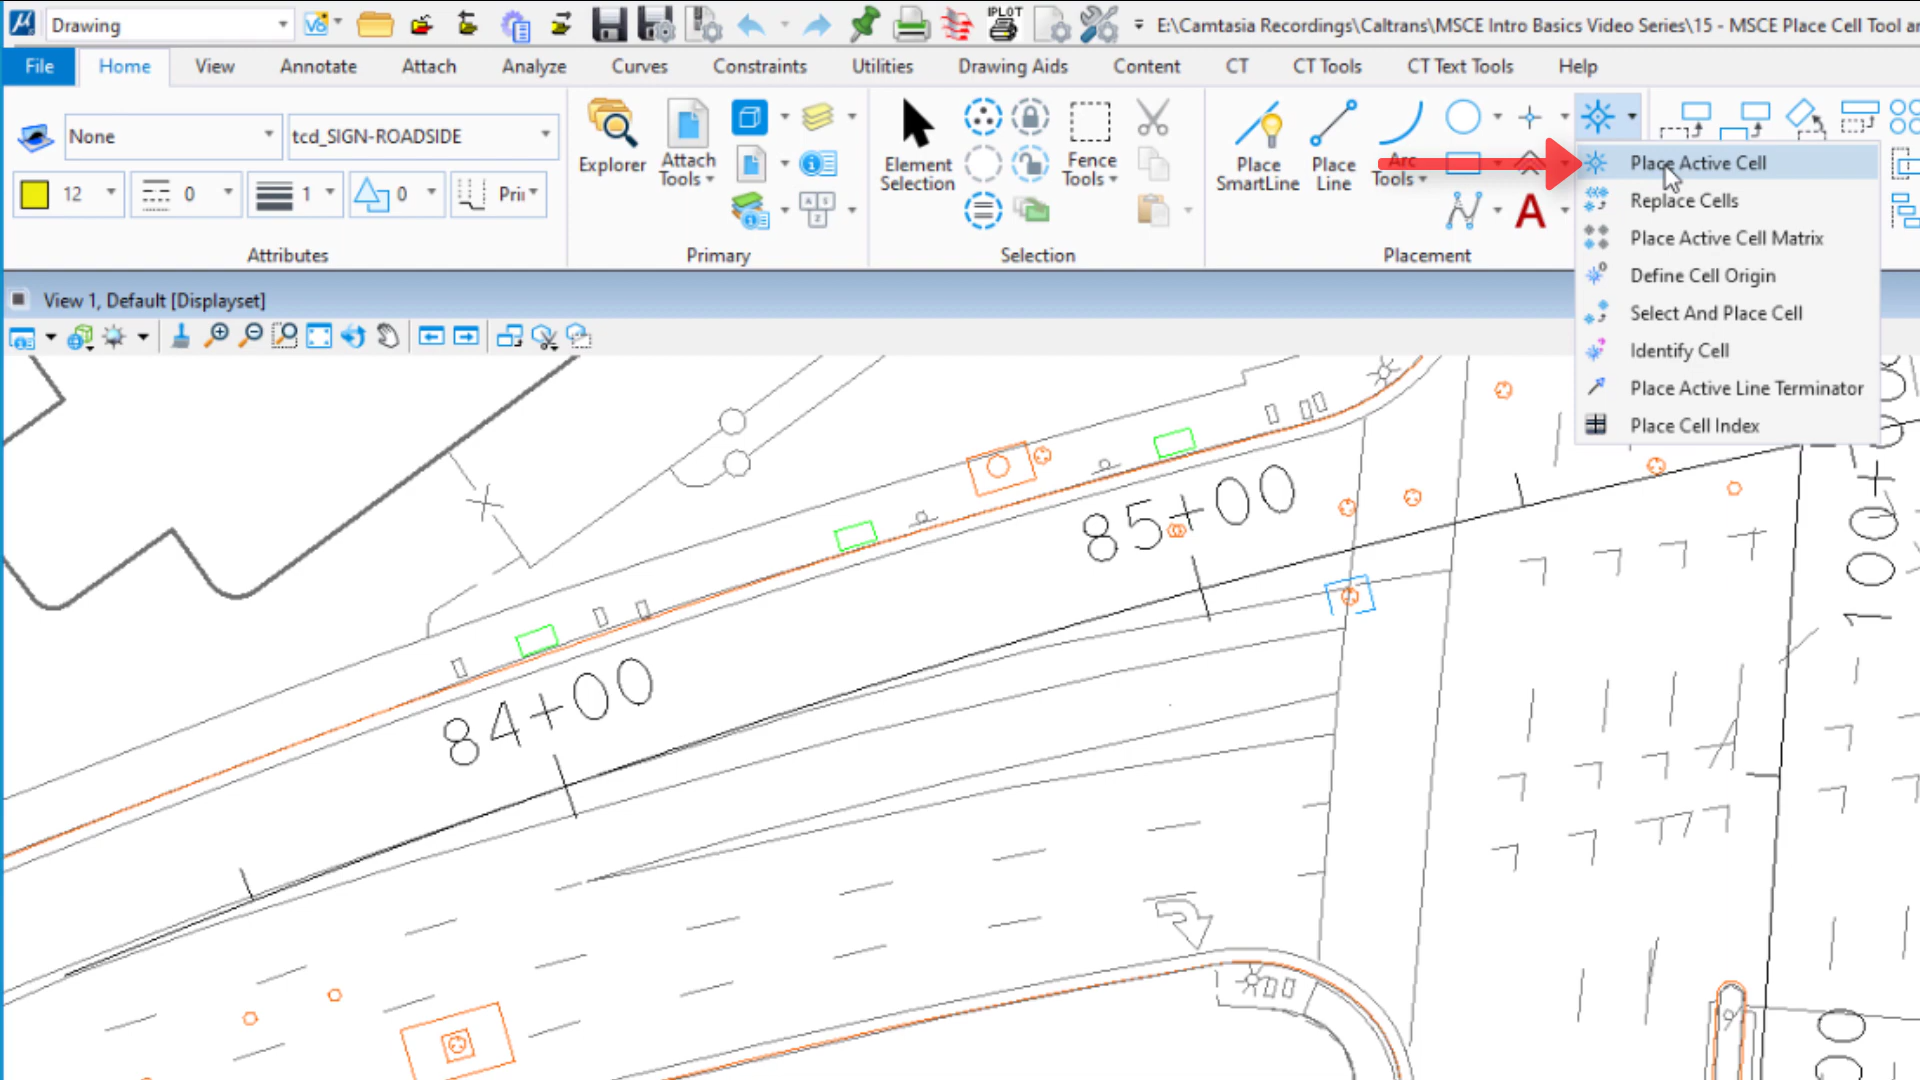 Drawing
IPLOT
E:\Camtasia Recordings\Caltrans\MSCE Intro Basics Video Series\15 - MSCE Place Cell Tool
File Home View Annotate Attach Analyze Curves Constraints Utilities Drawing Aids Content CT CT Tools CT Text Tools Help
None
tcd_SIGN-ROADSIDE
12 0 1 0
Attributes
Explorer
Attach Tools
Primary
Element Selection
Fence Tools
Selection
Place SmartLine
Place Line
Arc Tools
A
Placement
Place Active Cell
Replace Cells
Place Active Cell Matrix
Define Cell Origin
Select And Place Cell
Identify Cell
Place Active Line Terminator
Place Cell Index
View 1, Default [Displayset]
85+00
84+00